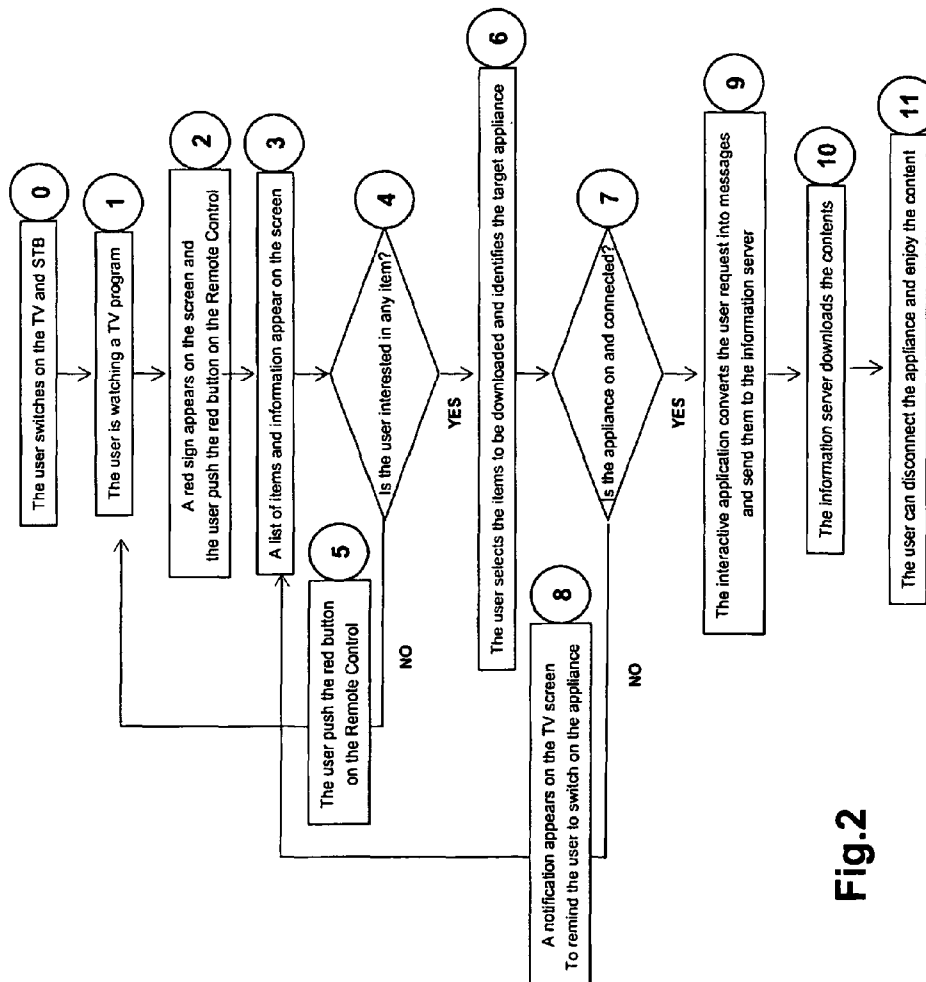 0
The user switches on the TV and STB
1
The user is watching a TV program
2
A red sign appears on the screen and
the user push the red button on the Remote Control
3
A list of items and information appear on the screen
4
Is the user interested in any item?
5
The user push the red button
on the Remote Control
NO
YES
6
The user selects the items to be downloaded and identifies the target appliance
7
Is the appliance on and connected?
8
A notification appears on the TV screen
To remind the user to switch on the appliance
NO
YES
9
The interactive application converts the user request into messages
and send them to the information server
10
The information server downloads the contents
11
The user can disconnect the appliance and enjoy the content
Fig.2